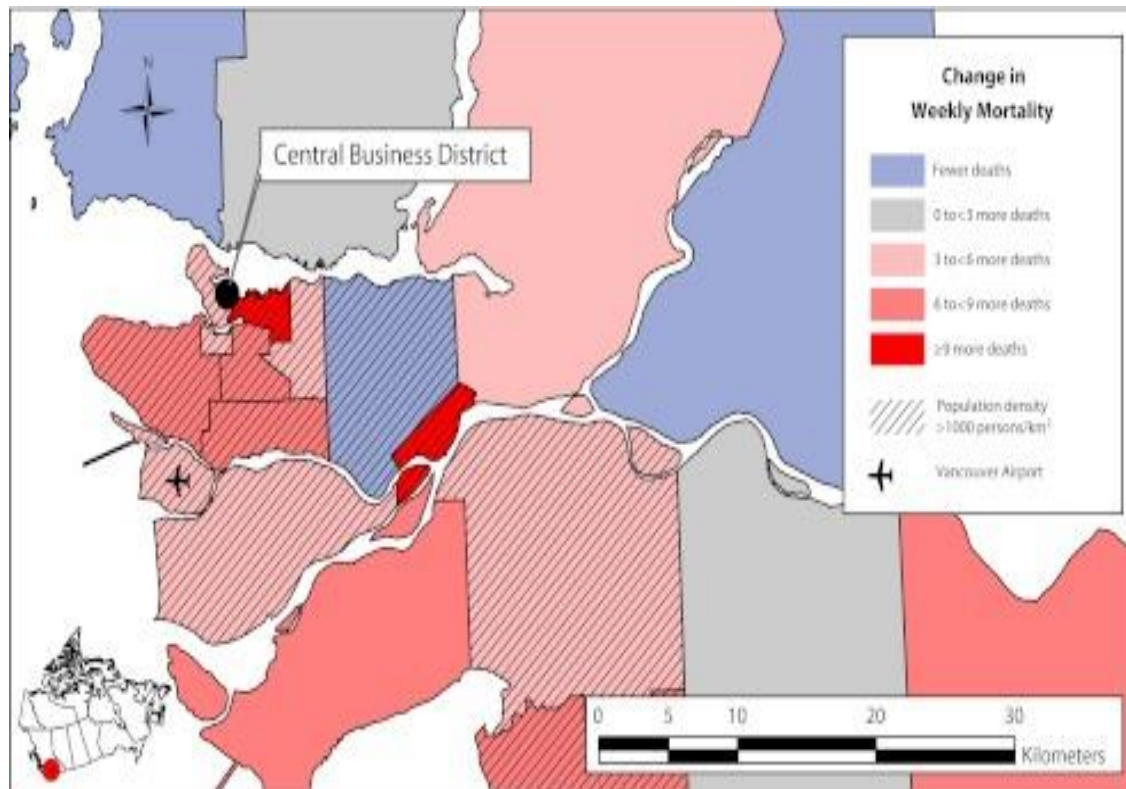 N
Central Business District
Change in
Weekly Mortality
Fewer deaths
0 to<3 more deaths
3 to<6 more deaths
6 to<9 more deaths
≥9 more deaths
Population density
>1000 persons/km²
Vancouver Airport
0 5 10 20 30
Kilometers